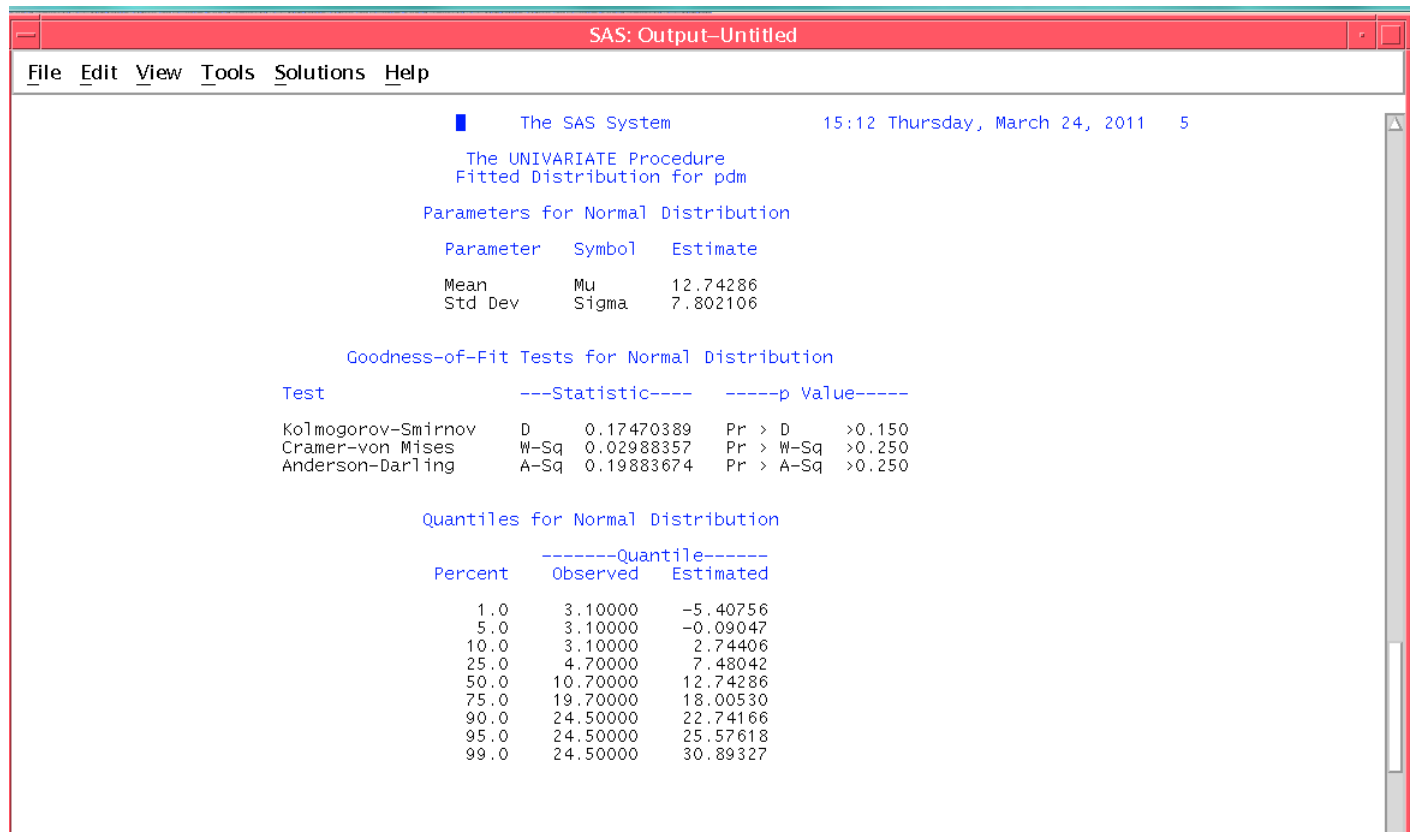 SAS: Output–Untitled
File Edit View Tools Solutions Help
The SAS System 15:12 Thursday, March 24, 2011 5
The UNIVARIATE Procedure
Fitted Distribution for pdm
Parameters for Normal Distribution
Parameter Symbol Estimate
Mean Mu 12.74286
Std Dev Sigma 7.802106
Goodness-of-Fit Tests for Normal Distribution
Test ---Statistic---- -----p Value-----
Kolmogorov-Smirnov D 0.17470389 Pr > D >0.150
Cramer-von Mises W-Sq 0.02988357 Pr > W-Sq >0.250
Anderson-Darling A-Sq 0.19883674 Pr > A-Sq >0.250
Quantiles for Normal Distribution
-------Quantile------
Percent Observed Estimated
1.0 3.10000 -5.40756
5.0 3.10000 -0.09047
10.0 3.10000 2.74406
25.0 4.70000 7.48042
50.0 10.70000 12.74286
75.0 19.70000 18.00530
90.0 24.50000 22.74166
95.0 24.50000 25.57618
99.0 24.50000 30.89327